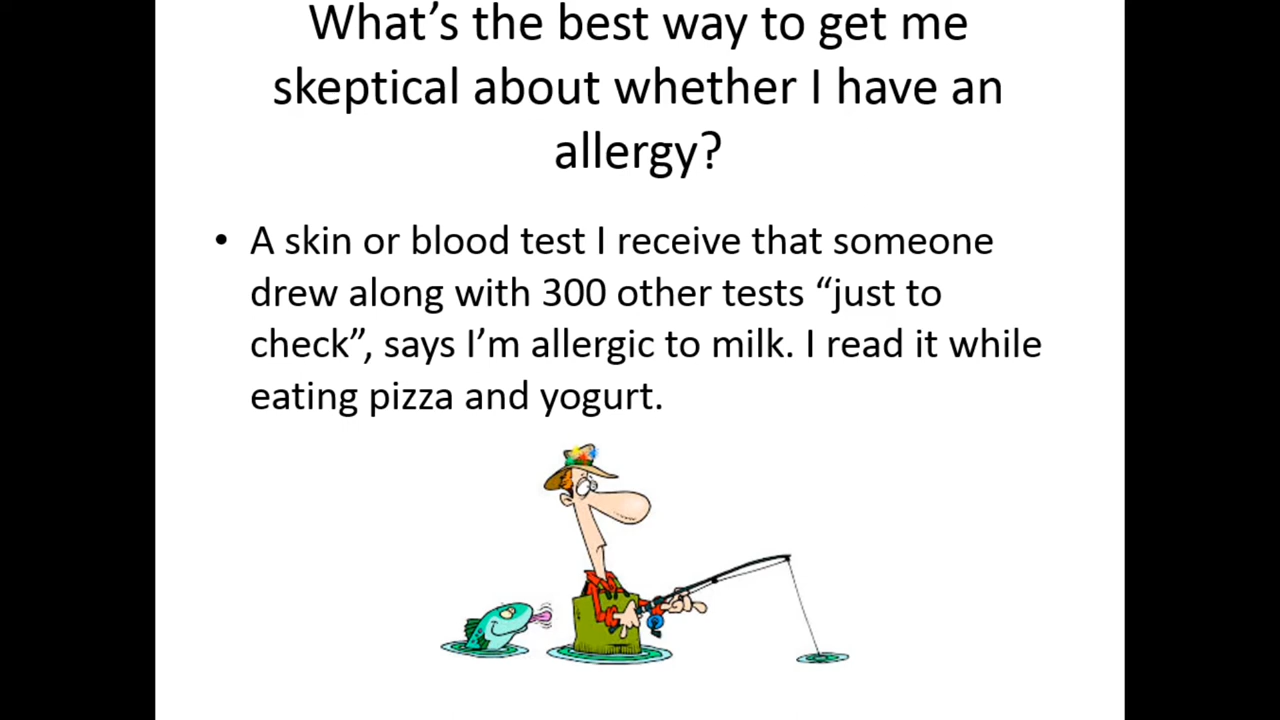 What’s the best way to get me
skeptical about whether I have an
allergy?
• A skin or blood test I receive that someone
drew along with 300 other tests “just to
check”, says I’m allergic to milk. I read it while
eating pizza and yogurt.